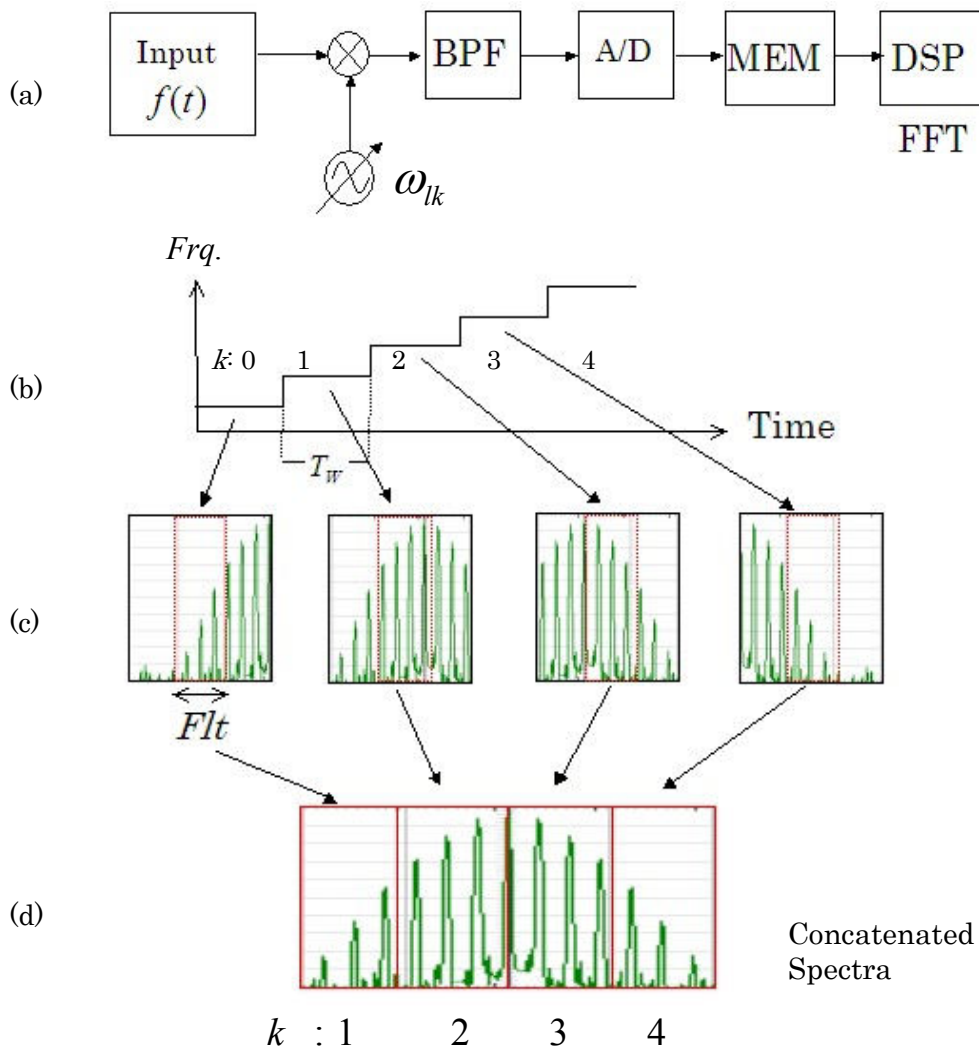 (a)
Input
f(t)
BPF
A/D
MEM
DSP
FFT
ω_lk
Frq.
(b)
k: 0 1 2 3 4
Time
T_W
(c)
Flt
(d)
Concatenated
Spectra
k : 1 2 3 4